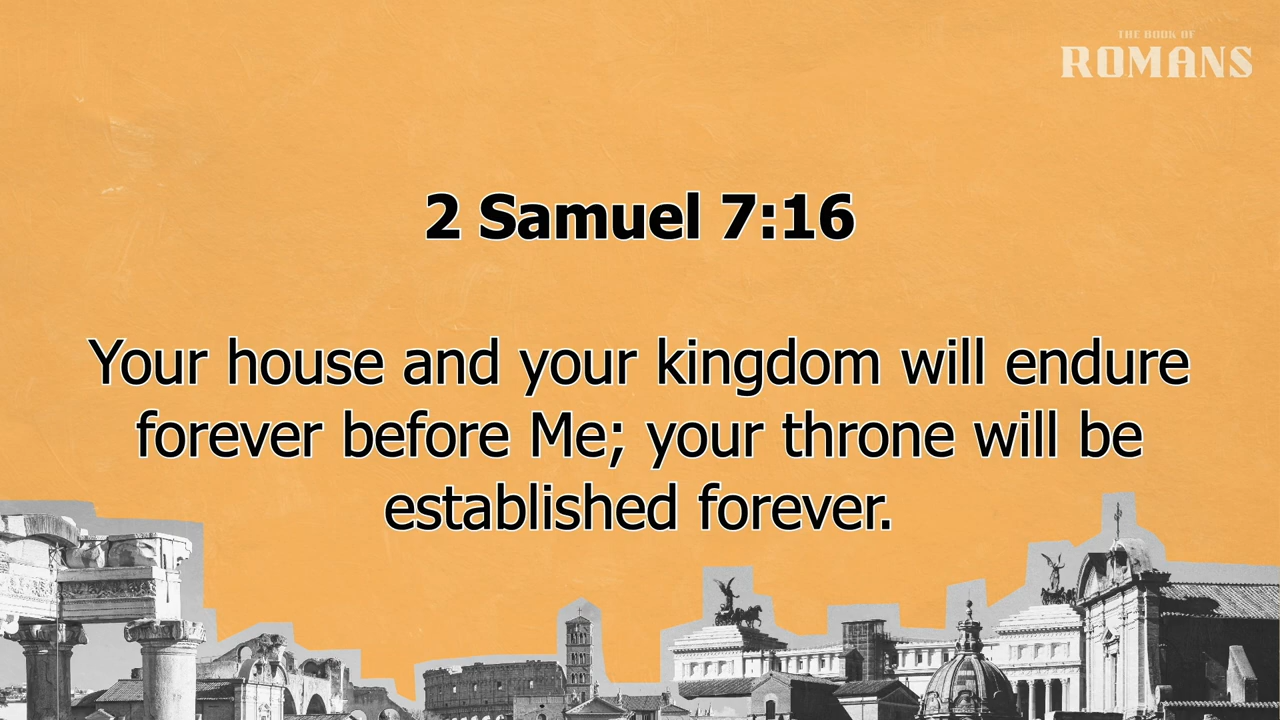 THE BOOK OF
ROMANS
2 Samuel 7:16
Your house and your kingdom will endure
forever before Me; your throne will be
established forever.